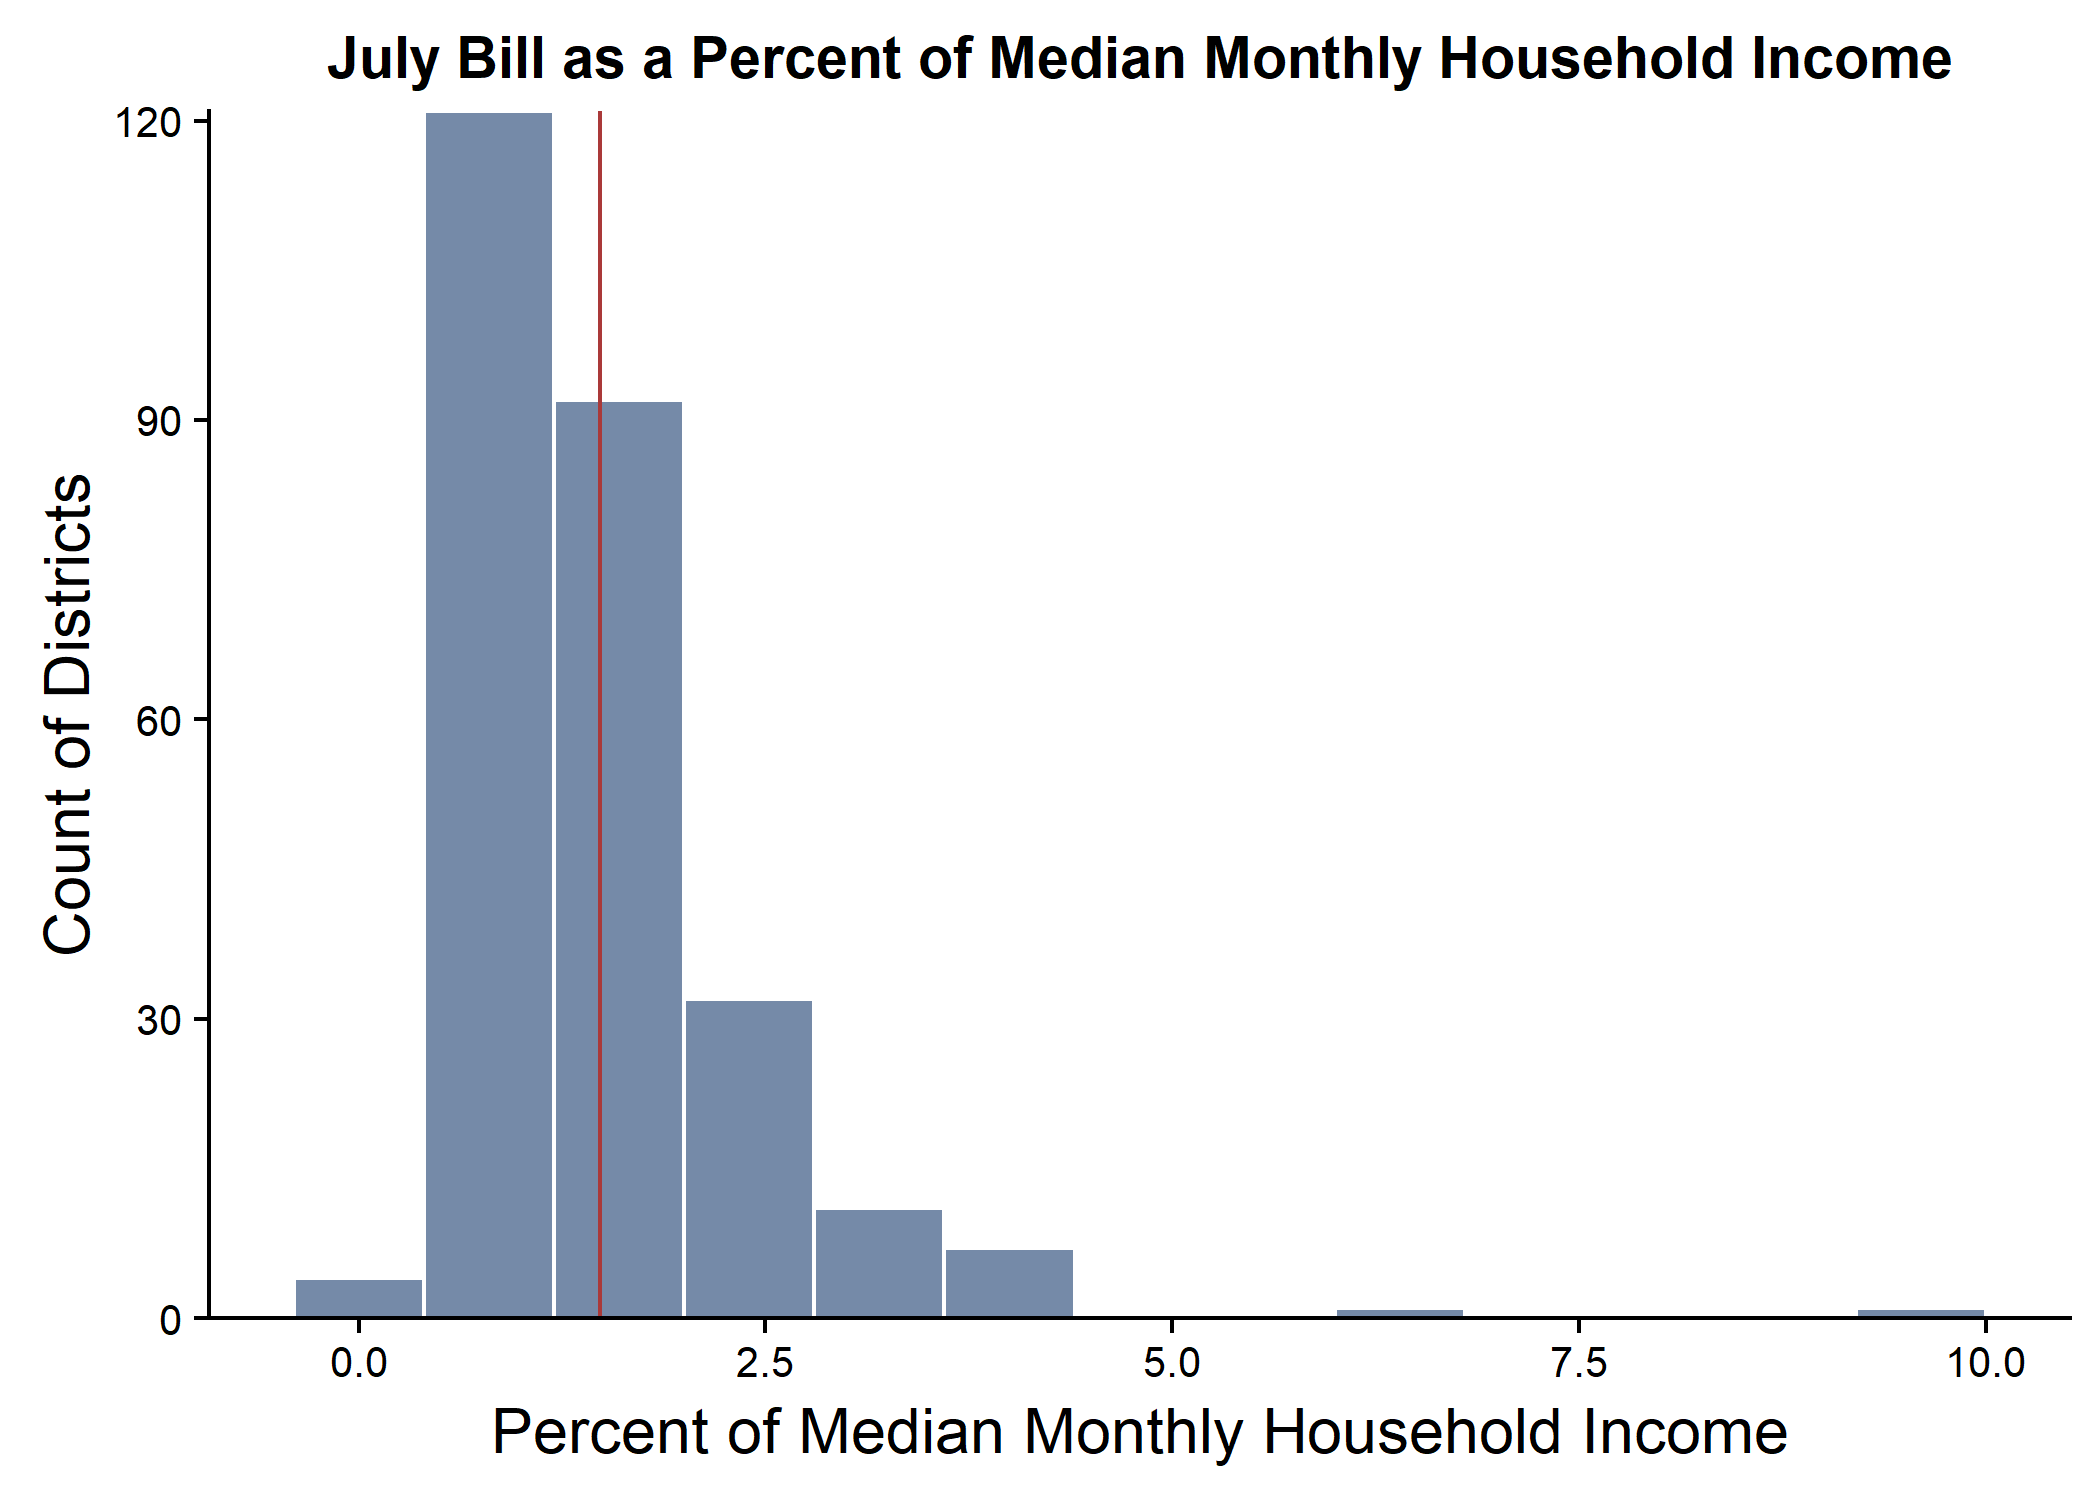 July Bill as a Percent of Median Monthly Household Income
120
90
60
30
0
Count of Districts
0.0 2.5 5.0 7.5 10.0
Percent of Median Monthly Household Income